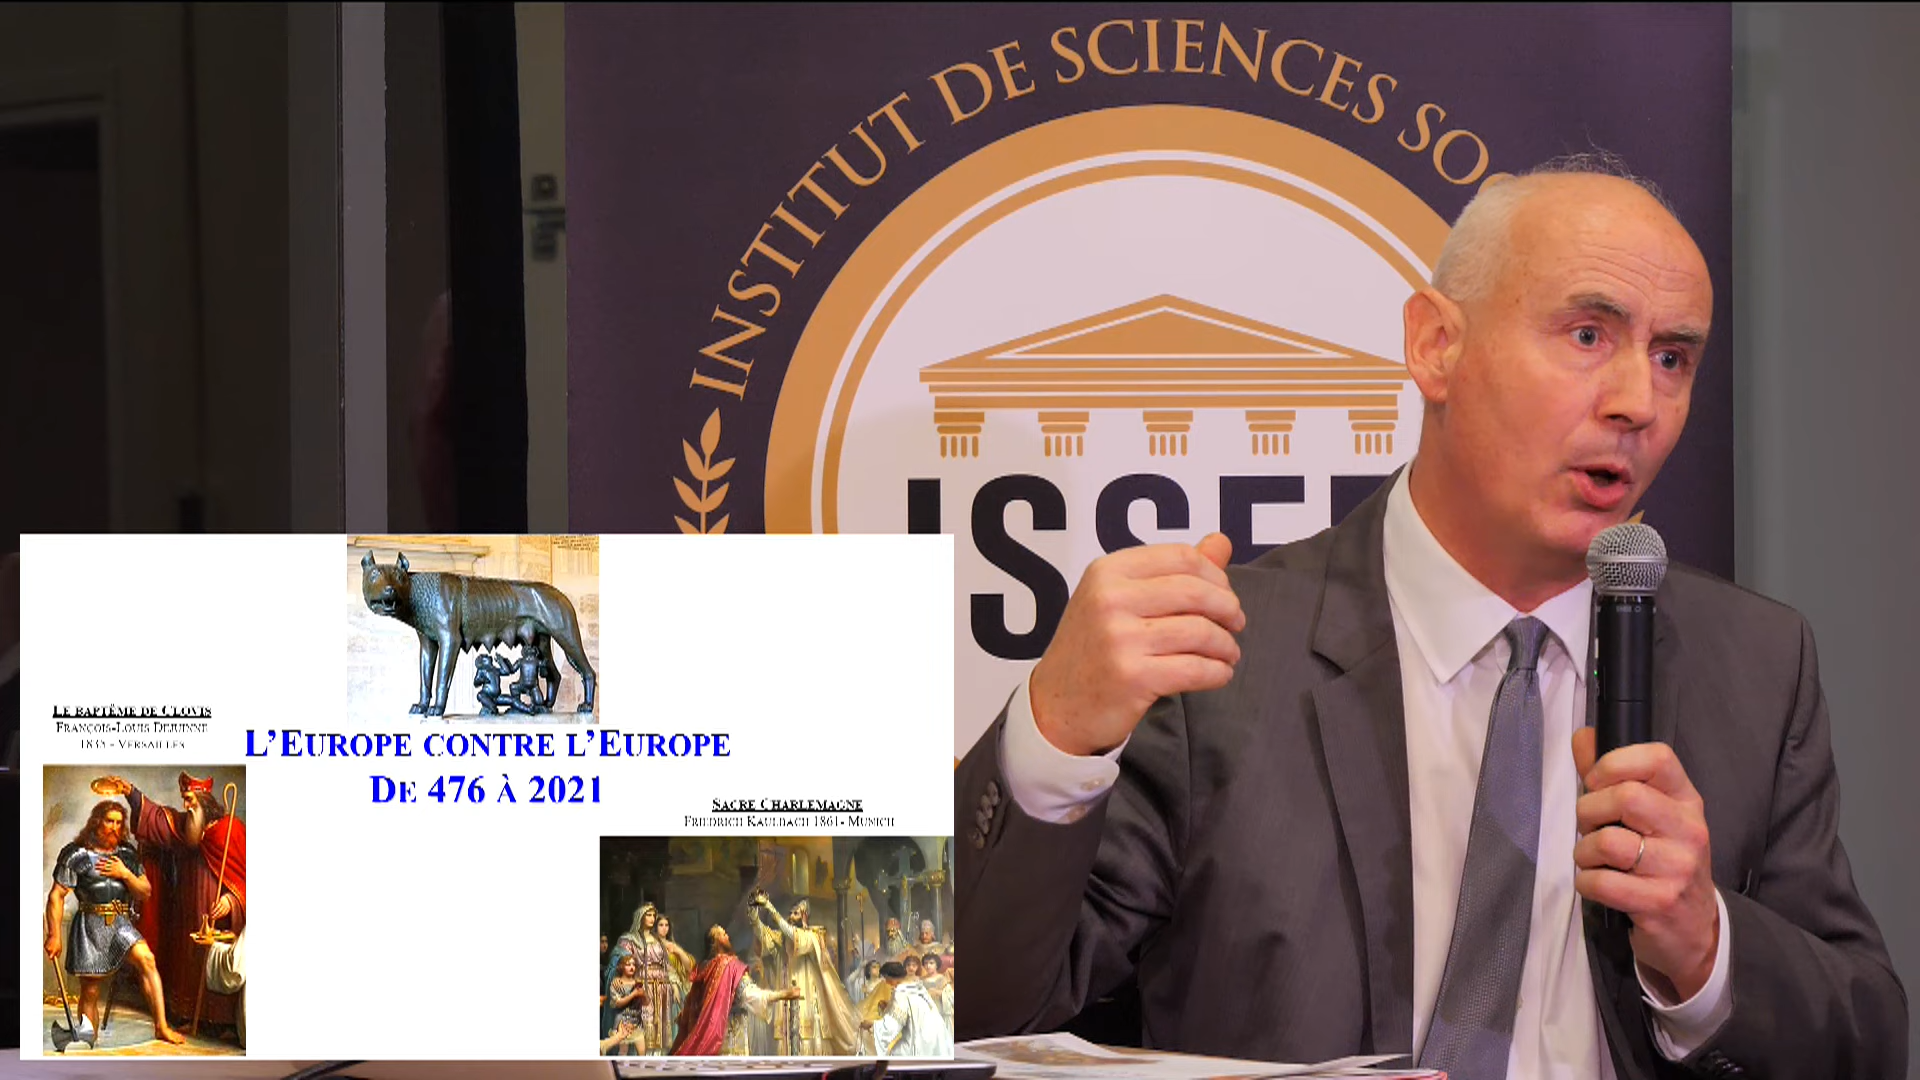 INSTITUT DE SCIENCES SO
ISSE
LE BAPTÊME DE CLOVIS
FRANÇOIS-LOUIS DEJUINNE
1835 - VERSAILLES
L'EUROPE CONTRE L'EUROPE
DE 476 À 2021
SACRE CHARLEMAGNE
FRIEDRICH KAULBACH 1861- MUNICH